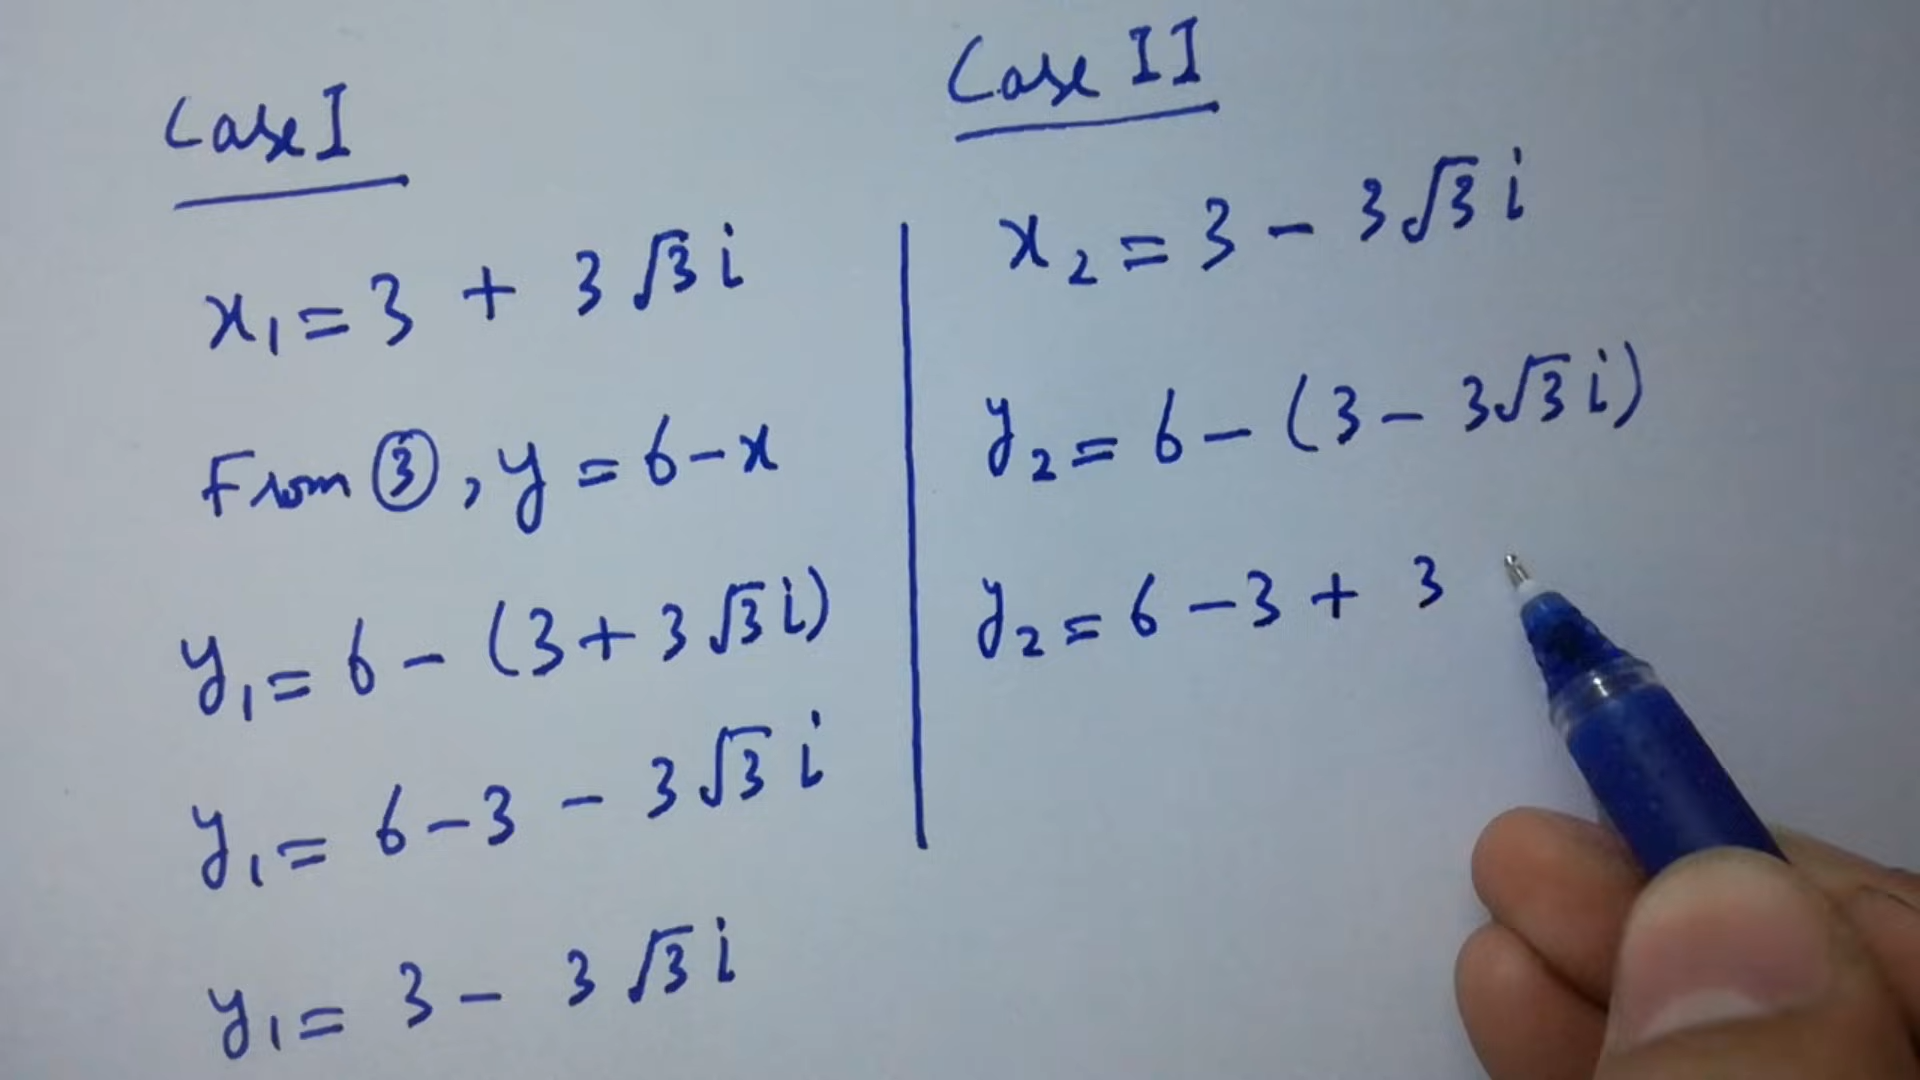 Case I
x₁ = 3 + 3√3 i
From ③, y = 6 - x
y₁ = 6 - (3 + 3√3 i)
y₁ = 6 - 3 - 3√3 i
y₁ = 3 - 3√3 i
Case II
x₂ = 3 - 3√3 i
y₂ = 6 - (3 - 3√3 i)
y₂ = 6 - 3 + 3